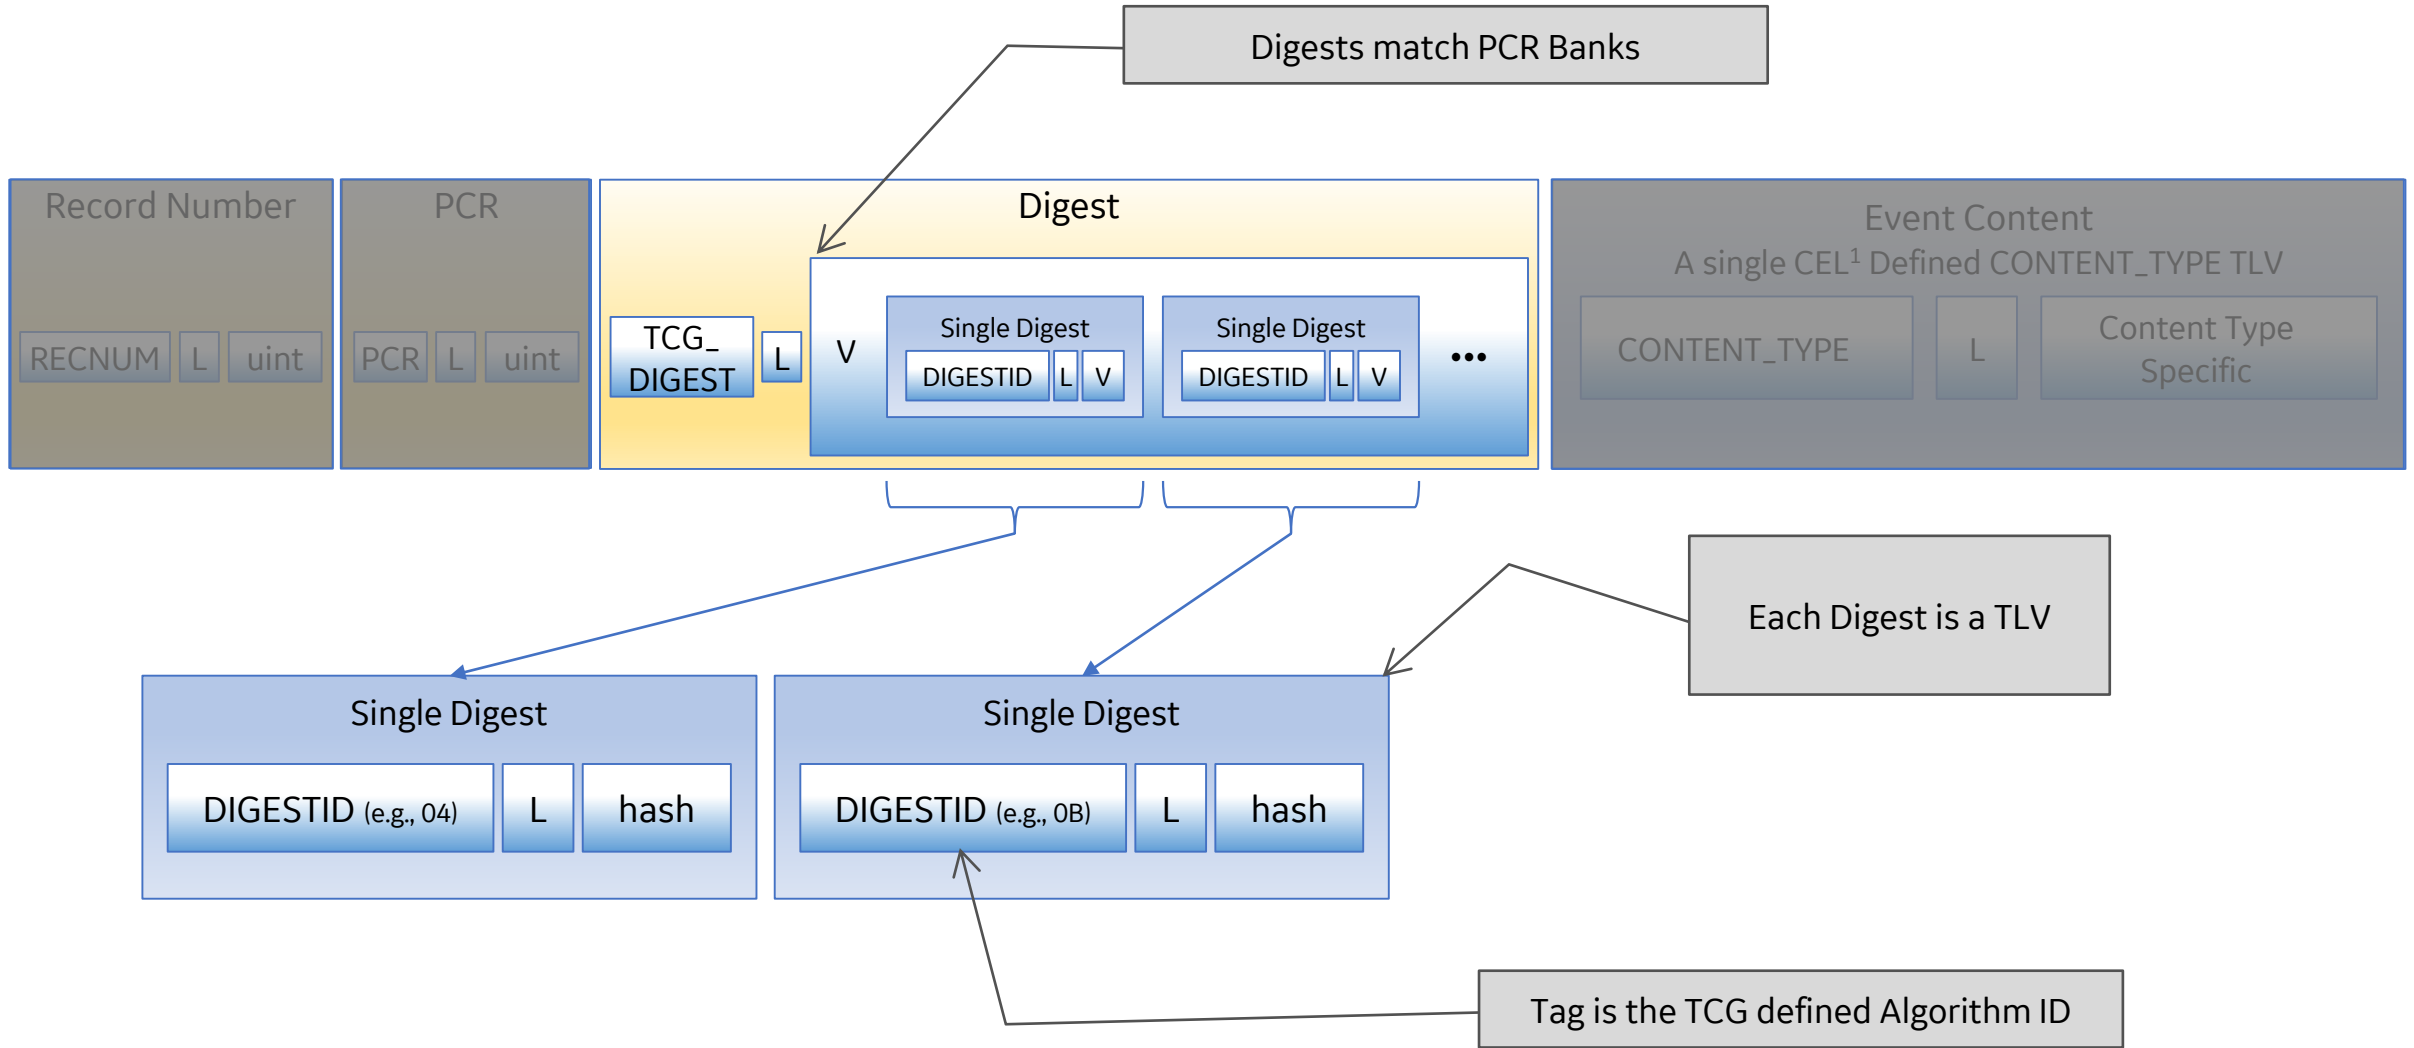 Digests match PCR Banks
Record Number
RECNUM L uint
PCR
PCR L uint
Digest
TCG_
DIGEST
L
V
Single Digest
DIGESTID L V
Single Digest
DIGESTID L V
•••
Event Content
A single CEL¹ Defined CONTENT_TYPE TLV
CONTENT_TYPE
L
Content Type
Specific
Each Digest is a TLV
Single Digest
DIGESTID (e.g., 04) L hash
Single Digest
DIGESTID (e.g., 0B) L hash
Tag is the TCG defined Algorithm ID